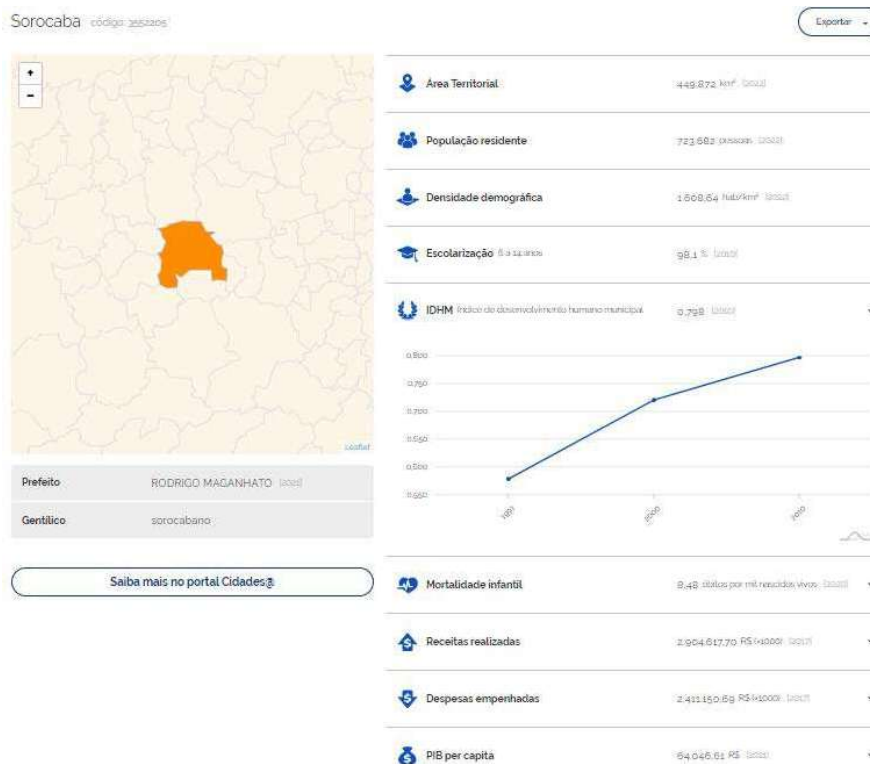 Sorocaba código: 3552205
Exportar
+
−
Leaflet
Prefeito RODRIGO MAGANHATO [2021]
Gentílico sorocabano
Saiba mais no portal Cidades@
Área Territorial 449,872 km²
População residente 723.682 pessoas [2022]
Densidade demográfica 1.608,64 hab/km² [2022]
Escolarização 6 a 14 anos 98,1 % [2010]
IDHM Índice de desenvolvimento humano municipal 0,798 [2010]
0,800
0,750
0,700
0,650
0,600
0,550
1991
2000
2010
Mortalidade infantil 8,48 óbitos por mil nascidos vivos
Receitas realizadas 2.904.617,70 R$ (×1000) [2017]
Despesas empenhadas 2.411.150,69 R$ (×1000) [2017]
PIB per capita 64.046,61 R$ [2021]